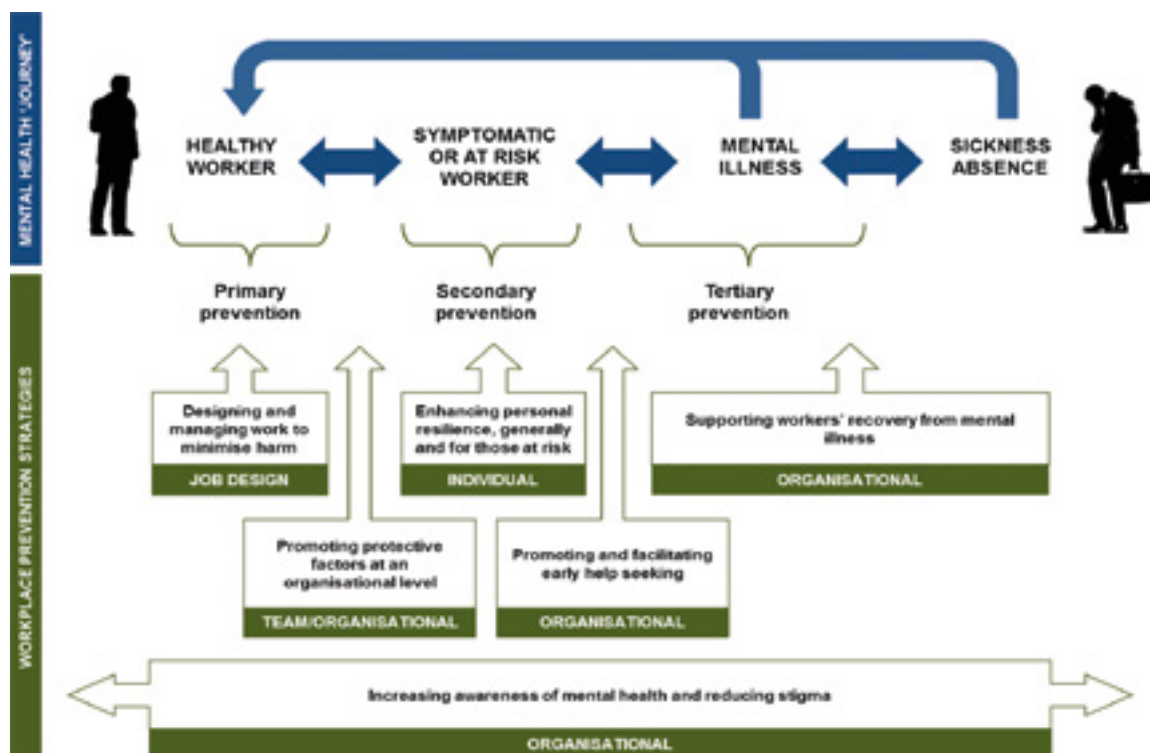 MENTAL HEALTH 'JOURNEY'
HEALTHY
WORKER
SYMPTOMATIC
OR AT RISK
WORKER
MENTAL
ILLNESS
SICKNESS
ABSENCE
WORKPLACE PREVENTION STRATEGIES
Primary
prevention
Secondary
prevention
Tertiary
prevention
Designing and
managing work to
minimise harm
JOB DESIGN
Enhancing personal
resilience, generally
and for those at risk
INDIVIDUAL
Supporting workers' recovery from mental
illness
ORGANISATIONAL
Promoting protective
factors at an
organisational level
TEAM/ORGANISATIONAL
Promoting and facilitating
early help seeking
ORGANISATIONAL
Increasing awareness of mental health and reducing stigma
ORGANISATIONAL